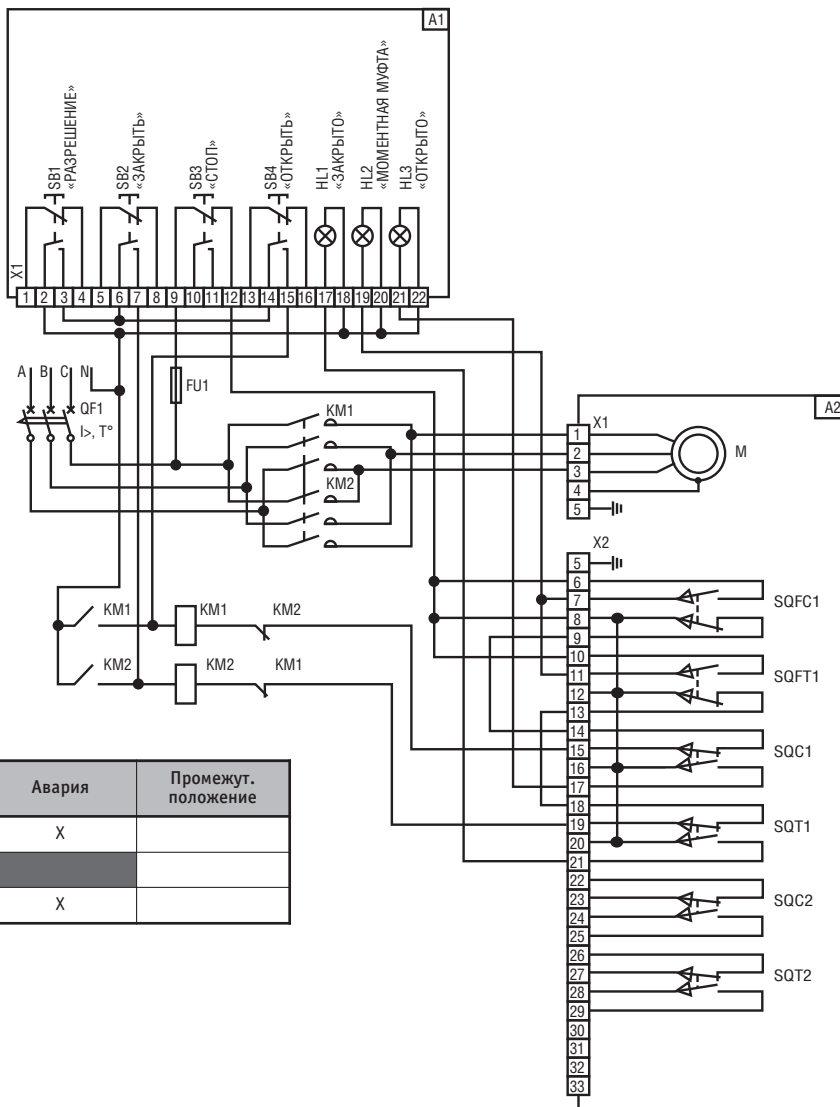 A1
SB1
«РАЗРЕШЕНИЕ»
SB2
«ЗАКРЫТЬ»
SB3
«СТОП»
SB4
«ОТКРЫТЬ»
HL1
«ЗАКРЫТО»
HL2
«МОМЕНТНАЯ МУФТА»
HL3
«ОТКРЫТО»
X1
1 2 3 4 5 6 7 8 9 10 11 12 13 14 15 16 17 18 19 20 21 22
A B C N
QF1
I>, T°
FU1
KM1
KM2
A2
X1
1
2
3
4
5
M
X2
5
6
7
8
9
10
11
12
13
14
15
16
17
18
19
20
21
22
23
24
25
26
27
28
29
30
31
32
33
SQFC1
SQFT1
SQC1
SQT1
SQC2
SQT2
KM1 KM1 KM2
KM2 KM2 KM1
Авария Промежут.
положение
X
X